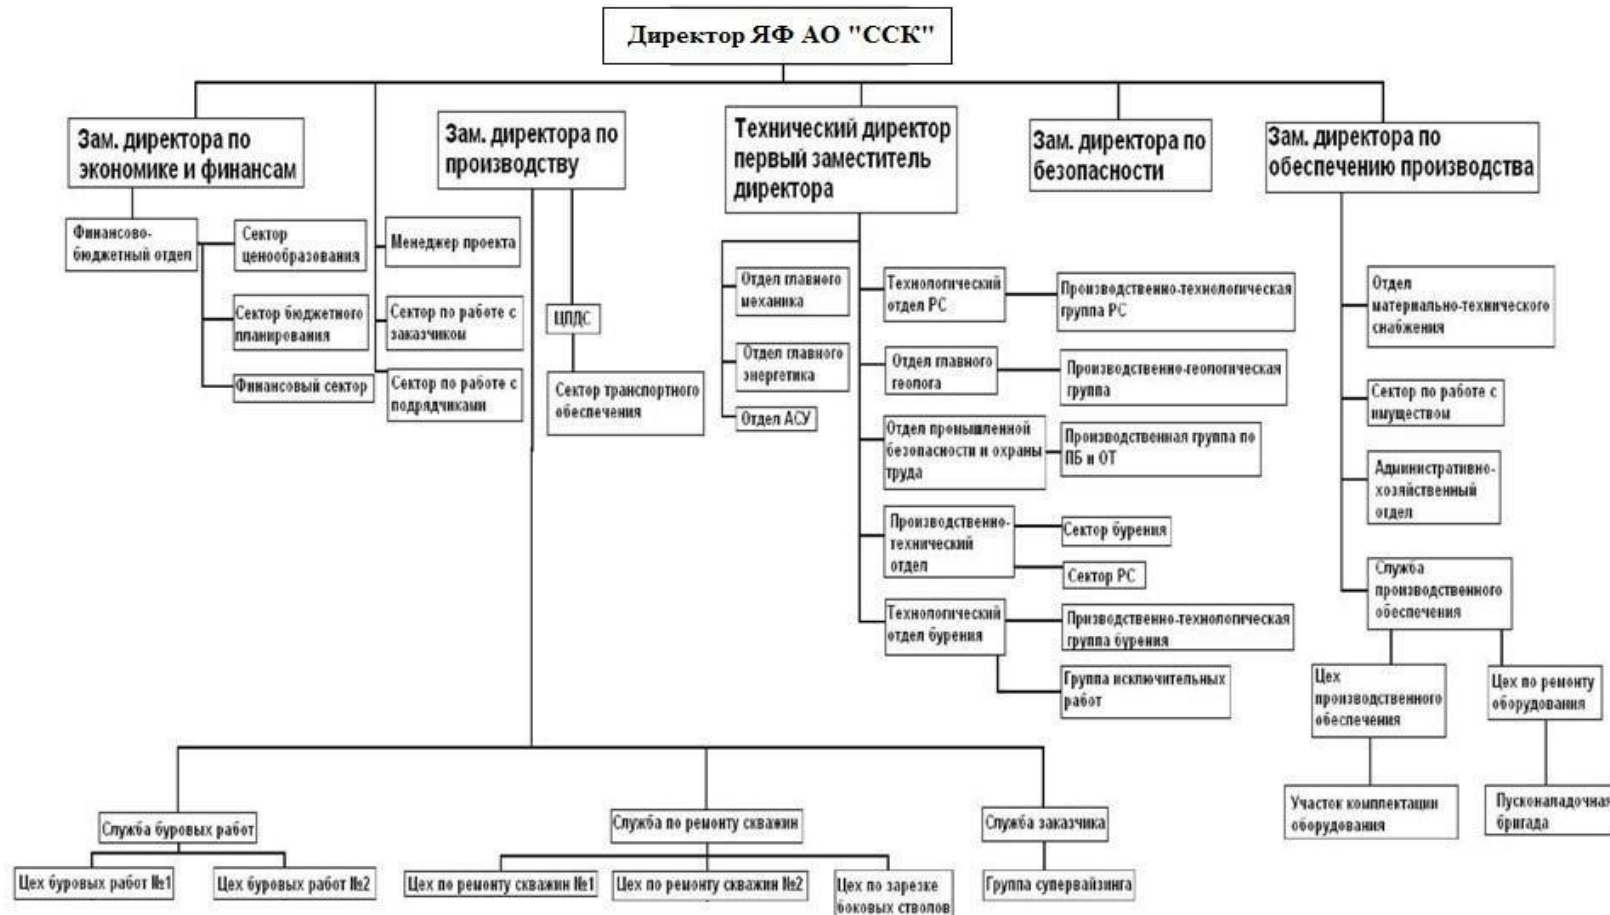 Директор ЯФ АО "ССК"
Зам. директора по
экономике и финансам
Зам. директора по
производству
Технический директор
первый заместитель
директора
Зам. директора по
безопасности
Зам. директора по
обеспечению производства
Финансово-
бюджетный отдел
Сектор
ценообразования
Сектор бюджетного
планирования
Финансовый сектор
Менеджер проекта
Сектор по работе с
заказчиком
Сектор по работе с
подрядчиками
ЦПДС
Сектор транспортного
обеспечения
Отдел главного
механика
Отдел главного
энергетика
Отдел АСУ
Технологический
отдел РС
Производственно-технологическая
группа РС
Отдел главного
геолога
Производственно-геологическая
группа
Отдел промышленной
безопасности и охраны
труда
Производственная группа по
ПБ и ОТ
Производственно-
технический
отдел
Сектор бурения
Сектор РС
Технологический
отдел бурения
Призводственно-технологическая
группа бурения
Группа исключительных
работ
Отдел
материально-технического
снабжения
Сектор по работе с
имуществом
Административно-
хозяйственный
отдел
Служба
производственного
обеспечения
Цех
производственного
обеспечения
Цех по ремонту
оборудования
Участок комплектации
оборудования
Пусконаладочная
бригада
Служба буровых работ
Цех буровых работ №1
Цех буровых работ №2
Служба по ремонту скважин
Цех по ремонту скважин №1
Цех по ремонту скважин №2
Цех по зарезке
боковых стволов
Служба заказчика
Группа супервайзинга